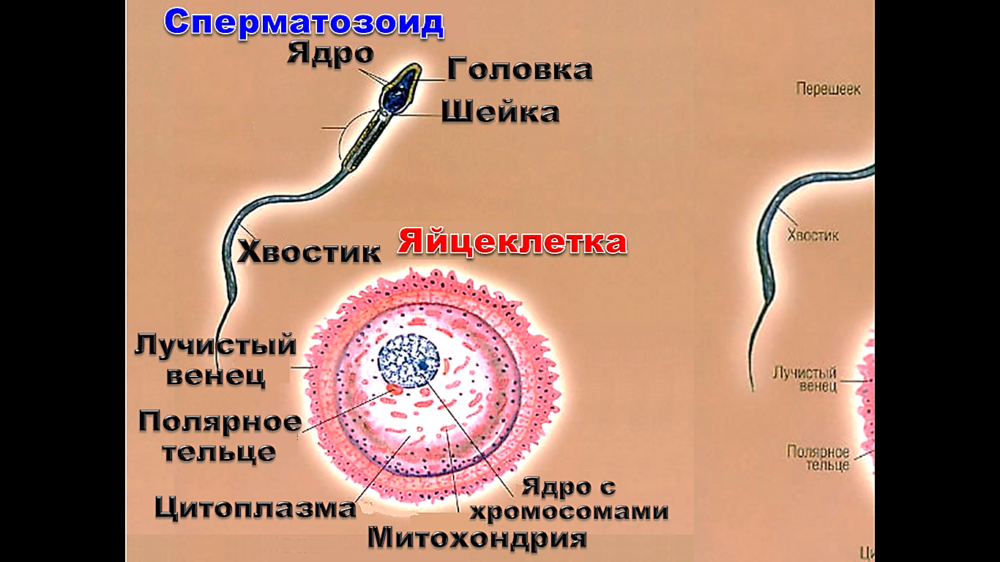 Сперматозоид
Ядро
Головка
Шейка
Хвостик
Яйцеклетка
Лучистый
венец
Полярное
тельце
Цитоплазма
Митохондрия
Ядро с
хромосомами
Перешеек
Хвостик
Лучистый
венец
Полярное
тельце